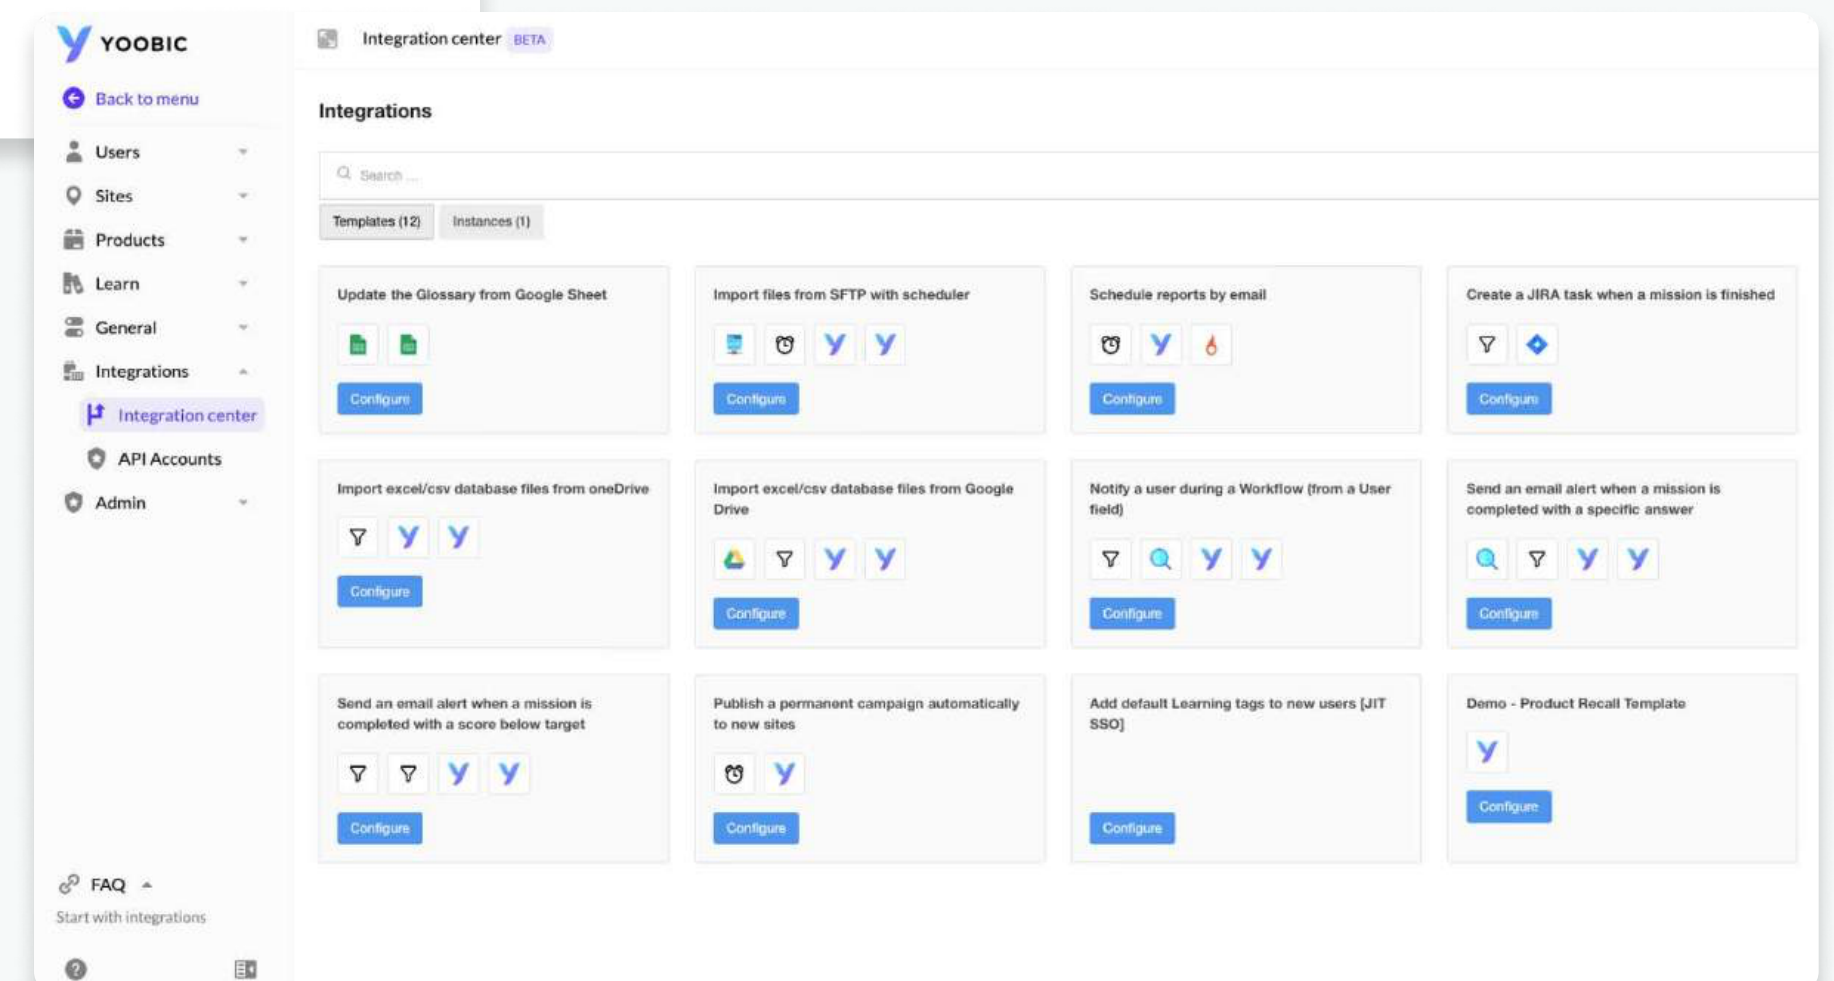 YOOBIC
Integration center BETA
Back to menu
Integrations
Users
Search ...
Sites
Templates (12) Instances (1)
Products
Learn
General
Integrations
Integration center
API Accounts
Admin
Update the Glossary from Google Sheet
Configure
Import files from SFTP with scheduler
Configure
Schedule reports by email
Configure
Create a JIRA task when a mission is finished
Configure
Import excel/csv database files from oneDrive
Configure
Import excel/csv database files from Google
Drive
Configure
Notify a user during a Workflow (from a User
field)
Configure
Send an email alert when a mission is
completed with a specific answer
Configure
Send an email alert when a mission is
completed with a score below target
Configure
Publish a permanent campaign automatically
to new sites
Configure
Add default Learning tags to new users [JIT
SSO]
Configure
Demo - Product Recall Template
Configure
FAQ
Start with integrations